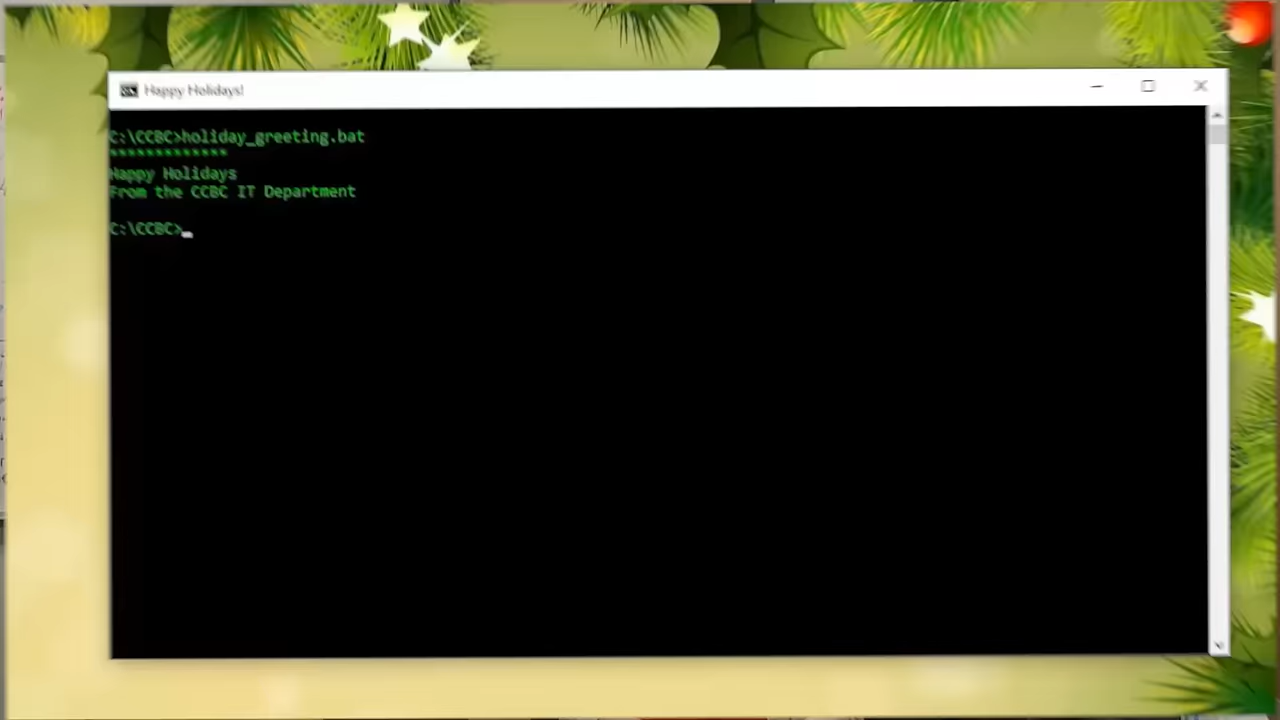 Happy Holidays!
C:\CCBC>holiday_greeting.bat
*************
Happy Holidays
From the CCBC IT Department
C:\CCBC>